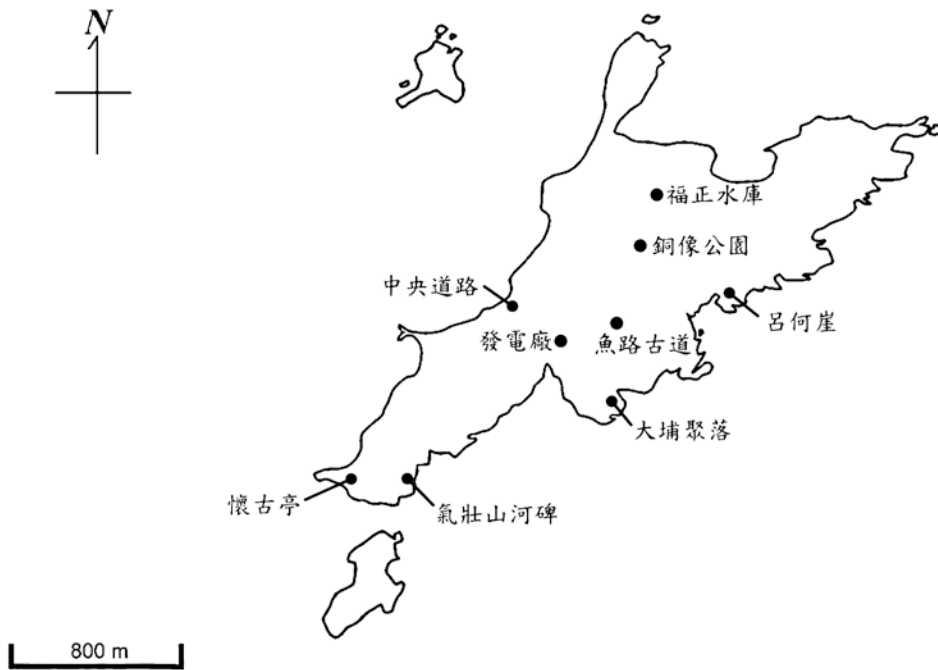 N
福正水庫
銅像公園
中央道路
呂何崖
發電廠
魚路古道
大埔聚落
懷古亭
氣壯山河碑
800 m